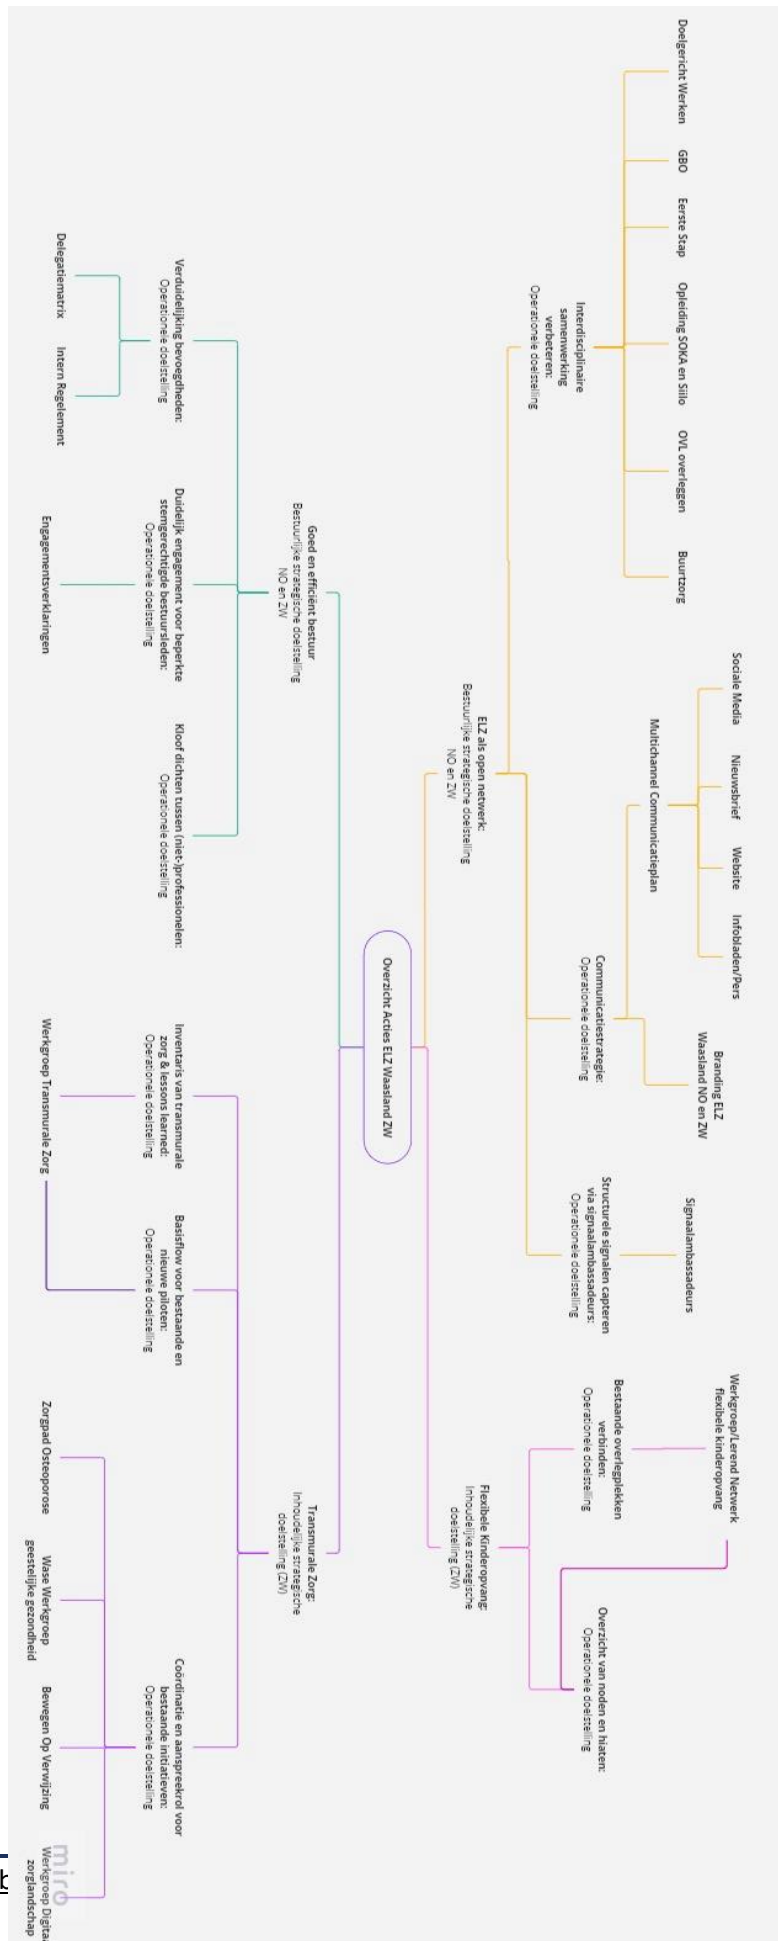 Doelgericht Werken
GBO
Eerste Stap
Opleiding SOKA en Siilo
OVL overleggen
Buurtzorg
Sociale Media
Nieuwsbrief
Website
Infobladen/Pers
Multichannel Communicatieplan
Branding ELZ
Waasland NO en ZW
Signaalambassadeurs
Werkgroep/Lerend Netwerk
flexibele kinderopvang
Interdisciplinaire
samenwerking
verbeteren:
Operationele doelstelling
Communicatiestrategie:
Operationele doelstelling
Structurele signalen capteren
via signaalambassadeurs:
Operationele doelstelling
Bestaande overlegplekken
verbinden:
Operationele doelstelling
Overzicht van noden en hiaten:
Operationele doelstelling
ELZ als open netwerk:
Bestuurlijke strategische doelstelling
NO en ZW
Flexibele Kinderopvang:
Inhoudelijke strategische
doelstelling (ZW)
Overzicht Acties ELZ Waasland ZW
Goed en efficiënt bestuur
Bestuurlijke strategische doelstelling
NO en ZW
Transmurale Zorg:
Inhoudelijke strategische
doelstelling (ZW)
Verduidelijking bevoegdheden:
Operationele doelstelling
Duidelijk engagement voor beperkte
stemgerechtigde bestuursleden:
Operationele doelstelling
Kloof dichten tussen (niet-)professionelen:
Operationele doelstelling
Inventaris van transmurale
zorg & lessons learned:
Operationele doelstelling
Basisflow voor bestaande en
nieuwe piloten:
Operationele doelstelling
Coördinatie en aanspreekrol voor
bestaande initiatieven:
Operationele doelstelling
Delegatiematrix
Intern Regelement
Engagementsverklaringen
Werkgroep Transmurale Zorg
Zorgpad Osteoporose
Wase Werkgroep
geestelijke gezondheid
Bewegen Op Verwijzing
Werkgroep Digitaa
zorglandschap
miro